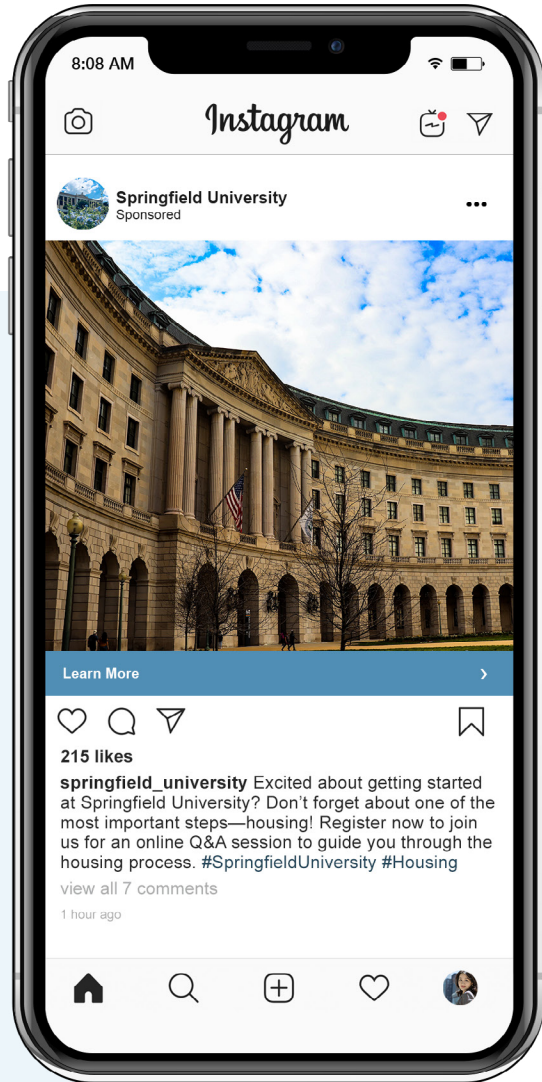 8:08 AM
Instagram
Springfield University
Sponsored
Learn More
215 likes
springfield_university Excited about getting started
at Springfield University? Don’t forget about one of the
most important steps—housing! Register now to join
us for an online Q&A session to guide you through the
housing process. #SpringfieldUniversity #Housing
view all 7 comments
1 hour ago